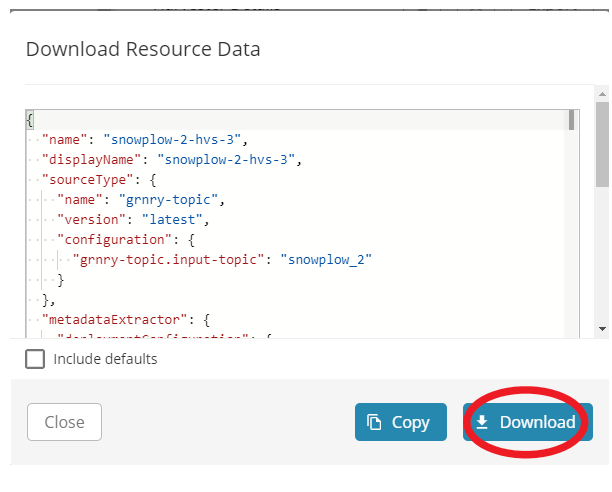 Download Resource Data
{
"name": "snowplow-2-hvs-3",
"displayName": "snowplow-2-hvs-3",
"sourceType": {
"name": "grnry-topic",
"version": "latest",
"configuration": {
"grnry-topic.input-topic": "snowplow_2"
}
},
"metadataExtractor": {
Include defaults
Close Copy Download